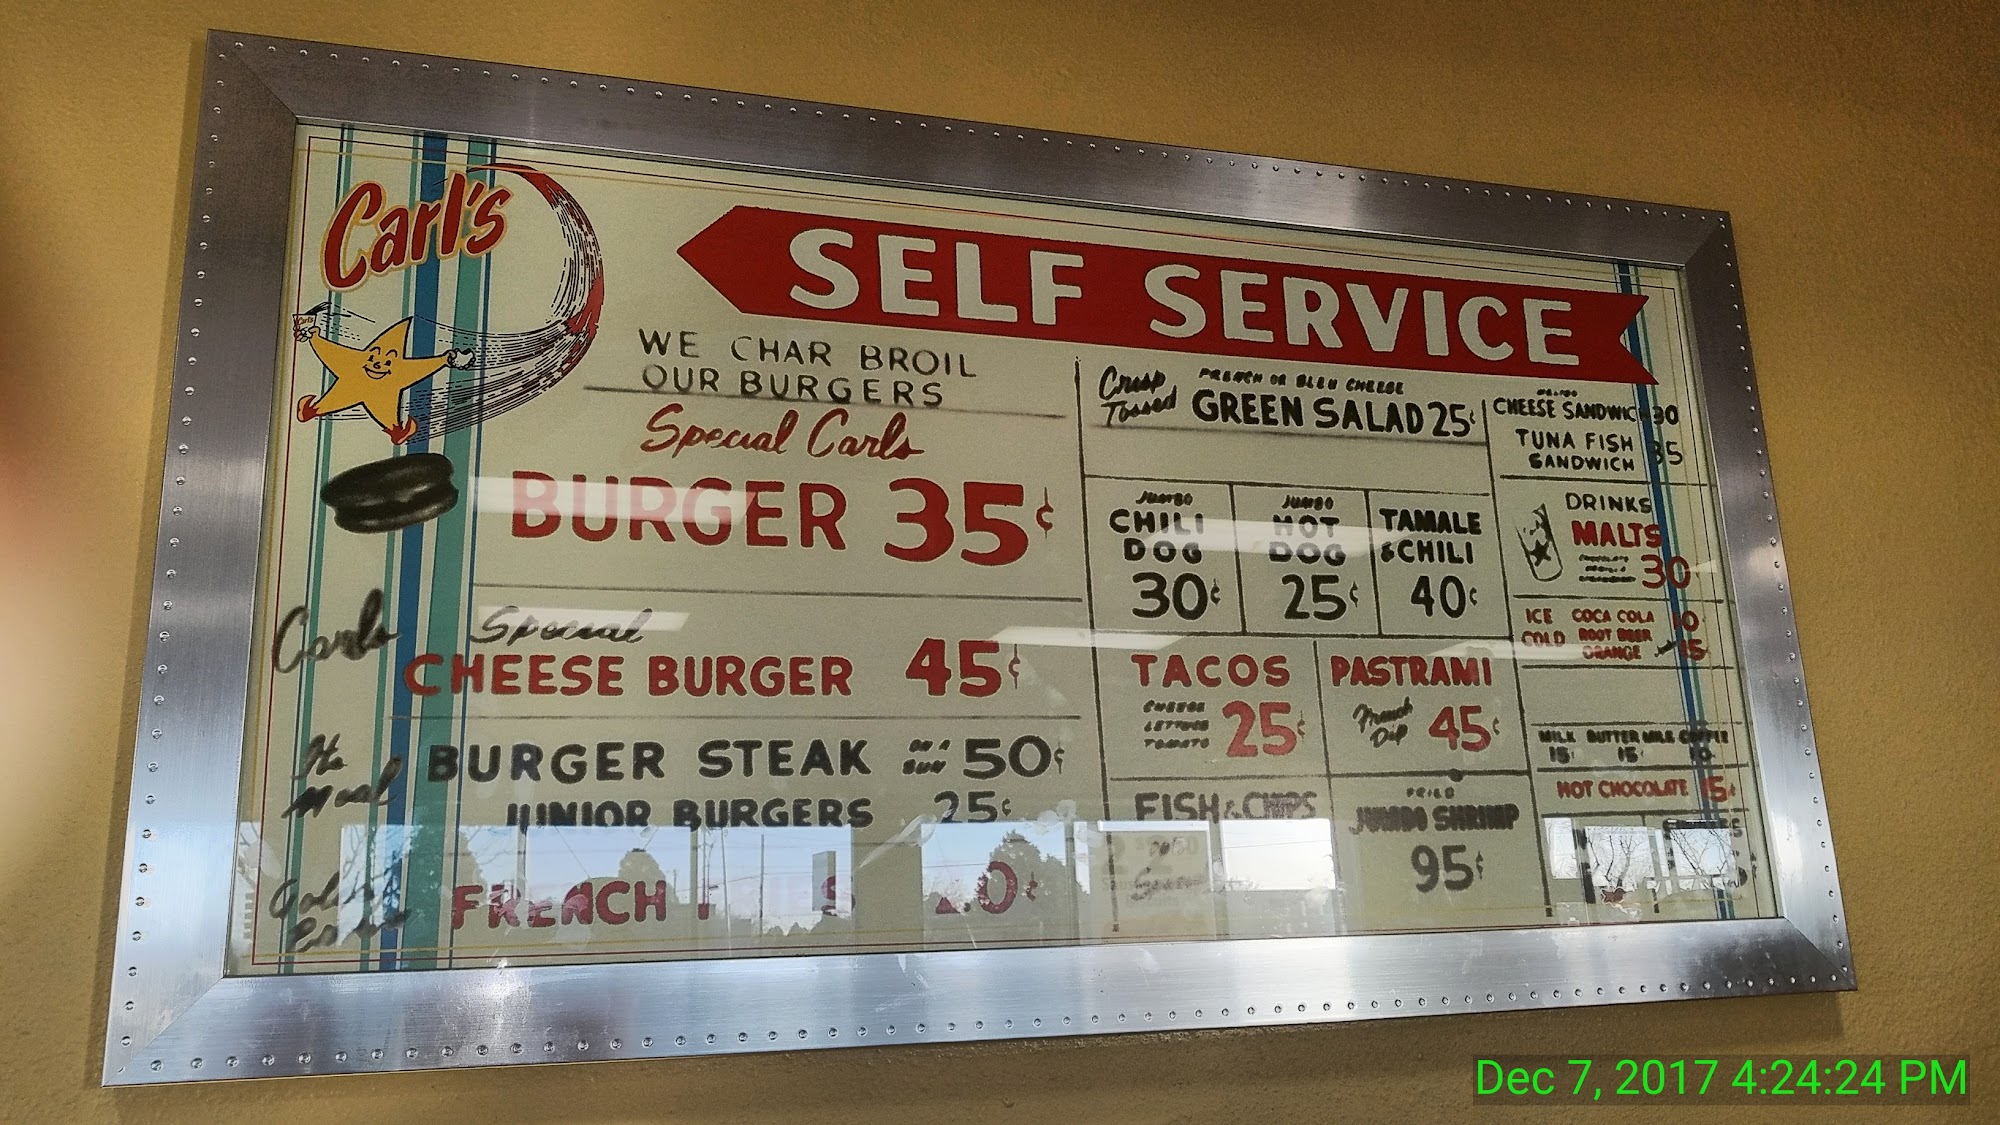 Carl's
SELF SERVICE
WE CHAR BROIL
OUR BURGERS
Special Carls
BURGER 35¢
Carls Special
CHEESE BURGER 45¢
BURGER STEAK ON A BUN 50¢
JUNIOR BURGERS 25¢
FRENCH FRIES
Crisp Tossed
FRENCH OR BLEU CHEESE
GREEN SALAD 25¢
JUMBO
CHILI
DOG
30¢
JUMBO
HOT
DOG
25¢
TAMALE
& CHILI
40¢
TACOS
CHEESE
LETTUCE
TOMATO
25¢
PASTRAMI
French Dip
45¢
FISH & CHIPS
FRIED
JUMBO SHRIMP
95¢
CHEESE SANDWICH 30
TUNA FISH
SANDWICH 35
DRINKS
MALTS
30
ICE COLD
COCA COLA 10
ROOT BEER
ORANGE 15
MILK 15¢
BUTTER MILK 15¢
COFFEE 10
HOT CHOCOLATE 15¢
Dec 7, 2017 4:24:24 PM